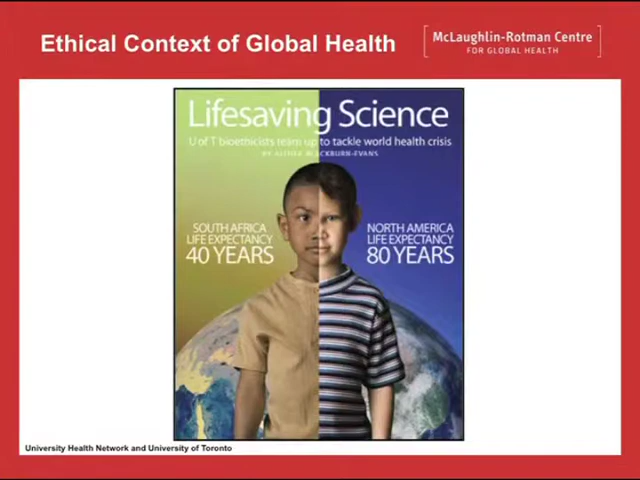 Ethical Context of Global Health
McLaughlin-Rotman Centre
FOR GLOBAL HEALTH
Lifesaving Science
U of T bioethicists team up to tackle world health crisis
SOUTH AFRICA
LIFE EXPECTANCY
40 YEARS
NORTH AMERICA
LIFE EXPECTANCY
80 YEARS
University Health Network and University of Toronto